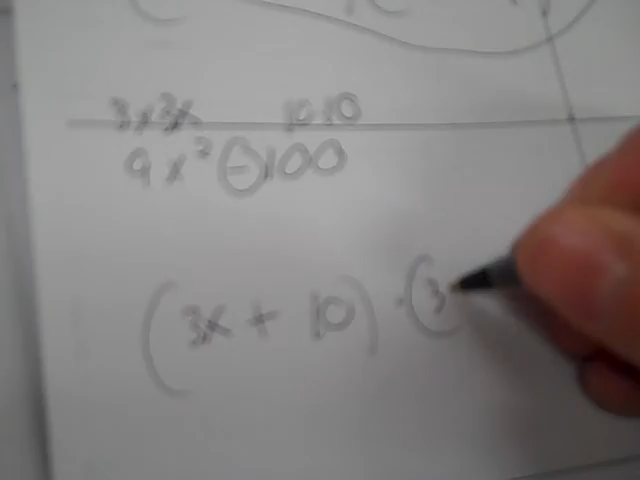 3x3x 10 10
9x² - 100
(3x + 10) · (3